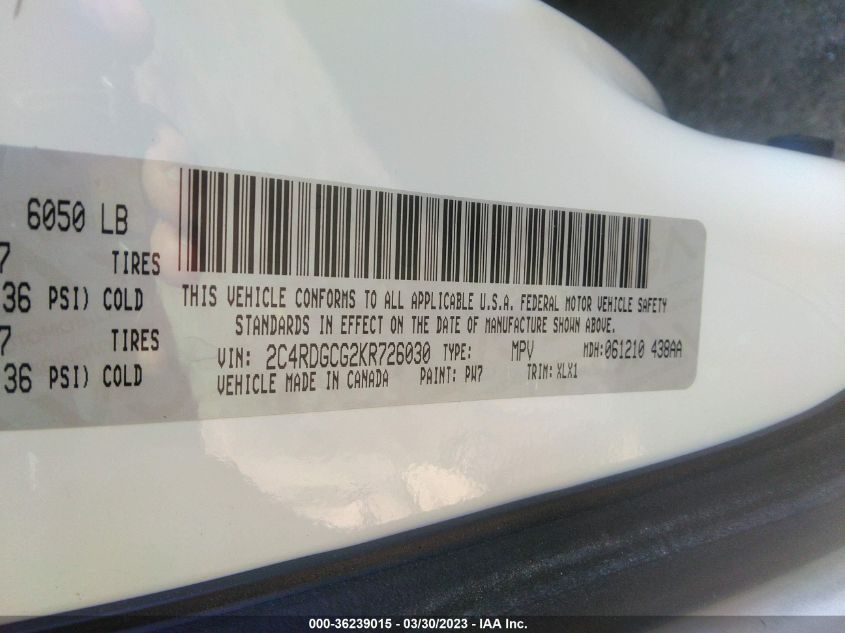 6050 LB
7 TIRES
36 PSI) COLD
7 TIRES
36 PSI) COLD
THIS VEHICLE CONFORMS TO ALL APPLICABLE U.S.A. FEDERAL MOTOR VEHICLE SAFETY
STANDARDS IN EFFECT ON THE DATE OF MANUFACTURE SHOWN ABOVE.
VIN: 2C4RDGCG2KR726030 TYPE: MPV MDH:061210 438AA
VEHICLE MADE IN CANADA PAINT: PW7 TRIM: XLX1
000-36239015 - 03/30/2023 - IAA Inc.